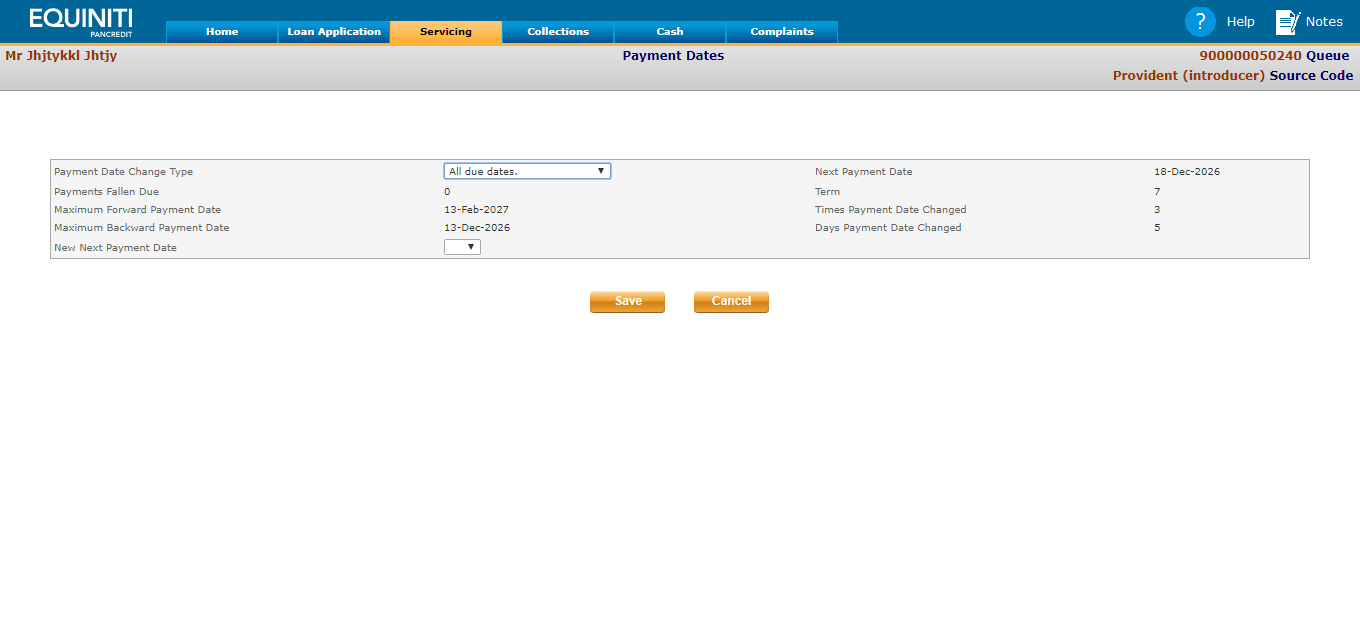 EQUINITI
PANCREDIT
Home Loan Application Servicing Collections Cash Complaints
? Help Notes
Mr Jhjtykkl Jhtjy Payment Dates 900000050240 Queue
Provident (introducer) Source Code
Payment Date Change Type All due dates. Next Payment Date 18-Dec-2026
Payments Fallen Due 0 Term 7
Maximum Forward Payment Date 13-Feb-2027 Times Payment Date Changed 3
Maximum Backward Payment Date 13-Dec-2026 Days Payment Date Changed 5
New Next Payment Date
Save Cancel